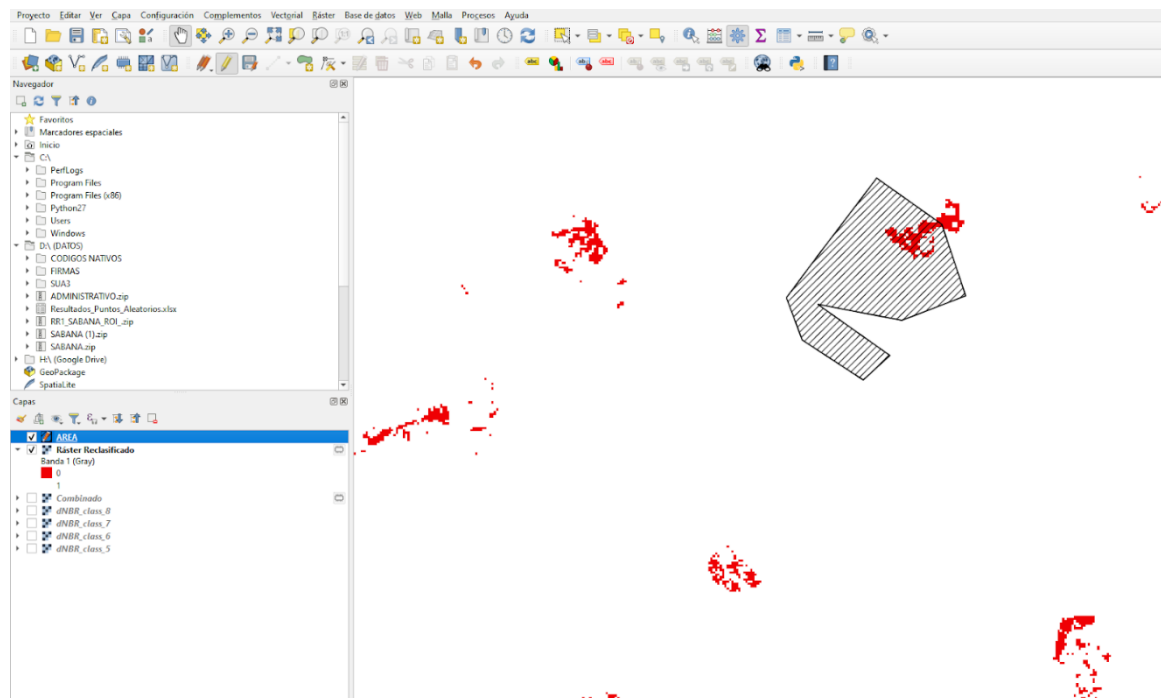 Proyecto Editar Ver Capa Configuración Complementos Vectorial Ráster Base de datos Web Malla Procesos Ayuda
Navegador
Favoritos
Marcadores espaciales
Inicio
C:\
PerfLogs
Program Files
Program Files (x86)
Python27
Users
Windows
D:\ (DATOS)
CODIGOS NATIVOS
FIRMAS
SUA3
ADMINISTRATIVO.zip
Resultados_Puntos_Aleatorios.xlsx
RR1_SABANA_ROI_.zip
SABANA (1).zip
SABANA.zip
H:\ (Google Drive)
GeoPackage
SpatiaLite
Capas
AREA
Ráster Reclasificado
Banda 1 (Gray)
0
1
Combinado
dNBR_class_8
dNBR_class_7
dNBR_class_6
dNBR_class_5